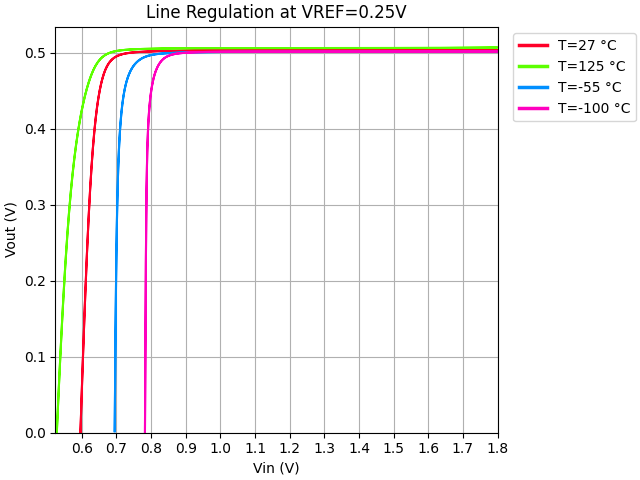 Line Regulation at VREF=0.25V
T=27 °C
T=125 °C
T=-55 °C
T=-100 °C
Vout (V)
0.5
0.4
0.3
0.2
0.1
0.0
0.6 0.7 0.8 0.9 1.0 1.1 1.2 1.3 1.4 1.5 1.6 1.7 1.8
Vin (V)